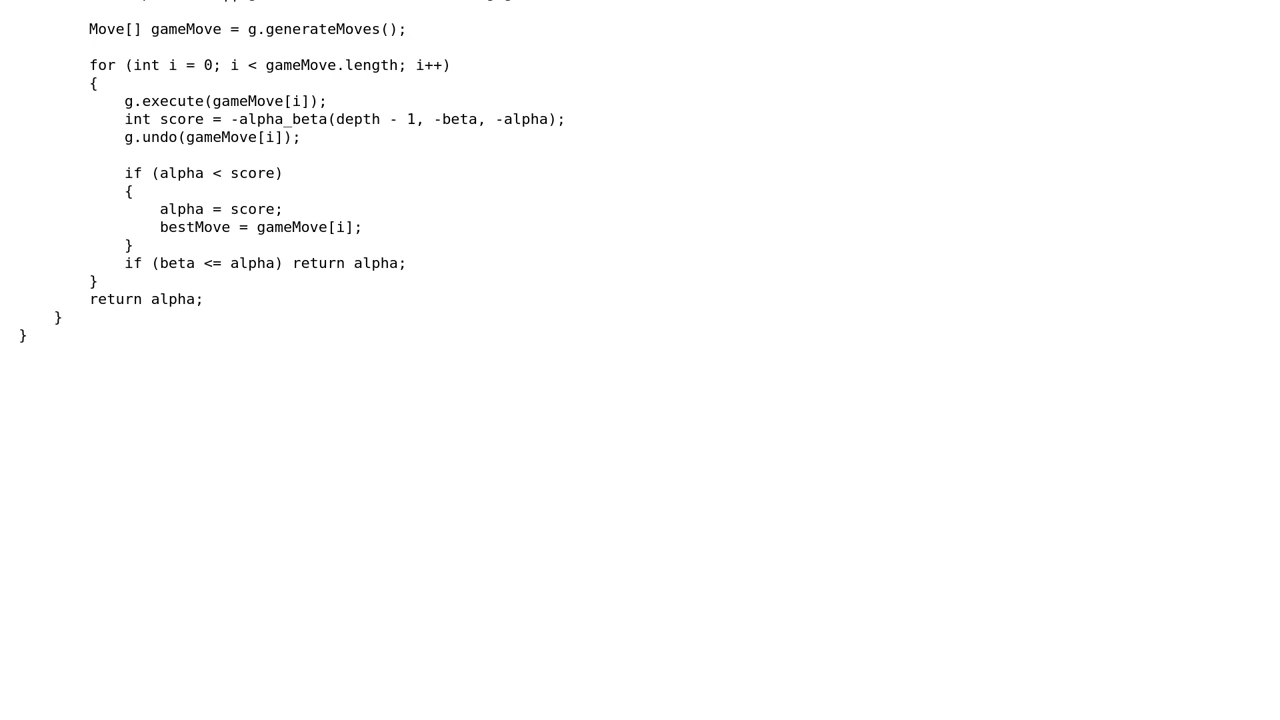 Move[] gameMove = g.generateMoves();
for (int i = 0; i < gameMove.length; i++)
{
g.execute(gameMove[i]);
int score = -alpha_beta(depth - 1, -beta, -alpha);
g.undo(gameMove[i]);
if (alpha < score)
{
alpha = score;
bestMove = gameMove[i];
}
if (beta <= alpha) return alpha;
}
return alpha;
}
}